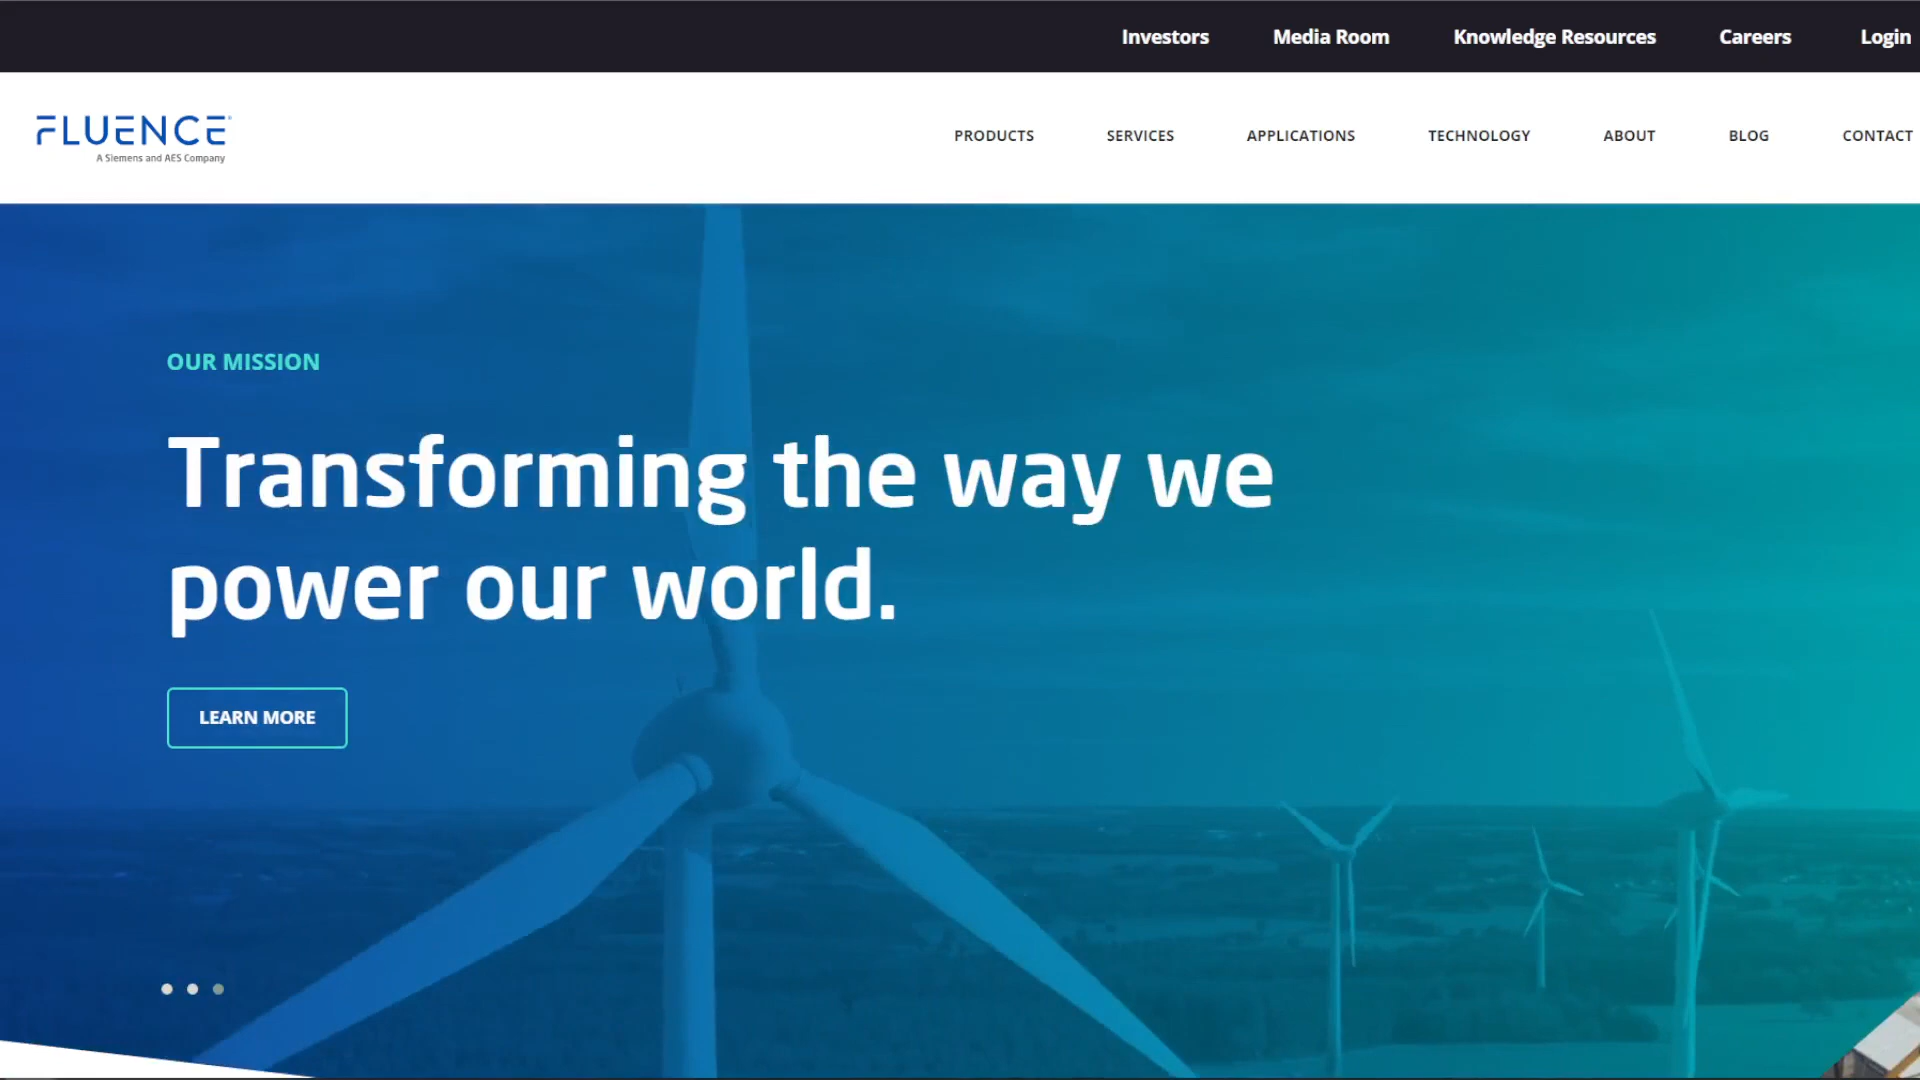 Investors Media Room Knowledge Resources Careers Login
FLUENCE
A Siemens and AES Company
PRODUCTS SERVICES APPLICATIONS TECHNOLOGY ABOUT BLOG CONTACT
OUR MISSION
Transforming the way we
power our world.
LEARN MORE